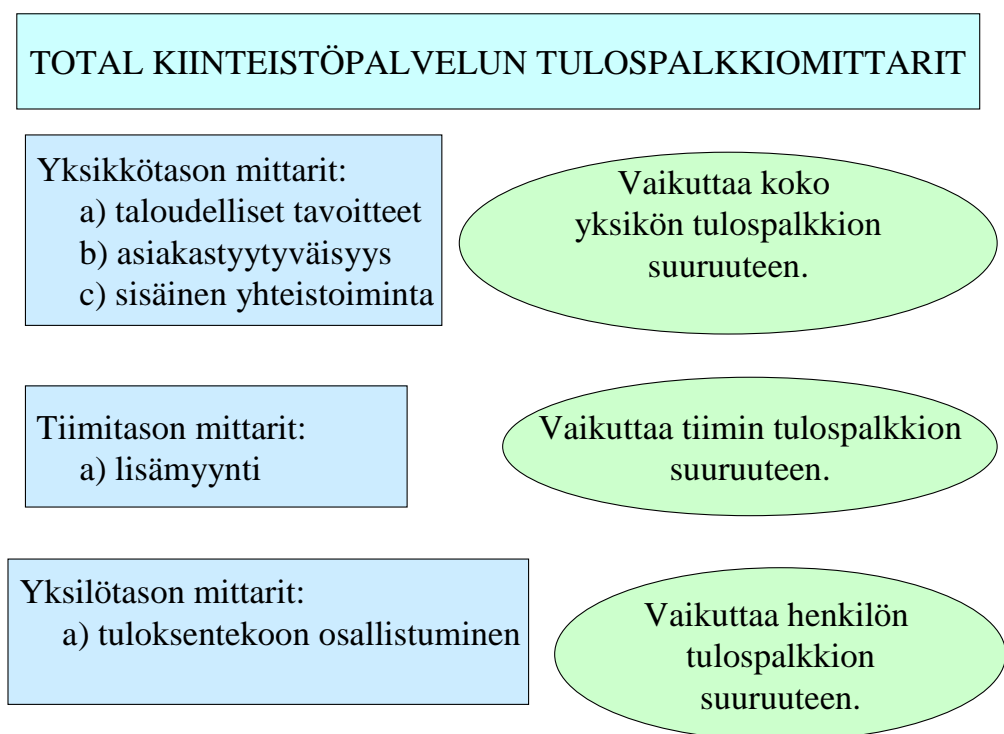 TOTAL KIINTEISTÖPALVELUN TULOSPALKKIOMITTARIT
Yksikkötason mittarit:
a) taloudelliset tavoitteet
b) asiakastyytyväisyys
c) sisäinen yhteistoiminta
Vaikuttaa koko
yksikön tulospalkkion
suuruuteen.
Tiimitason mittarit:
a) lisämyynti
Vaikuttaa tiimin tulospalkkion
suuruuteen.
Yksilötason mittarit:
a) tuloksentekoon osallistuminen
Vaikuttaa henkilön
tulospalkkion
suuruuteen.